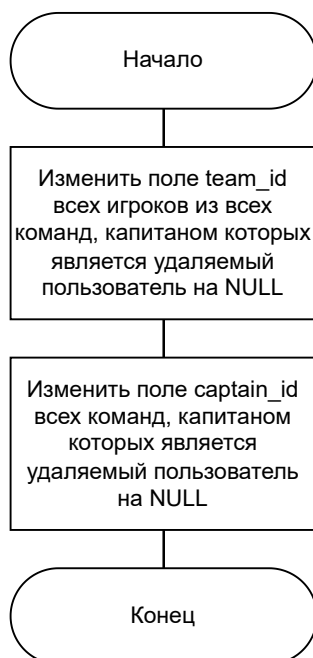 Начало
Изменить поле team_id
всех игроков из всех
команд, капитаном которых
является удаляемый
пользователь на NULL
Изменить поле captain_id
всех команд, капитаном
которых является
удаляемый пользователь
на NULL
Конец